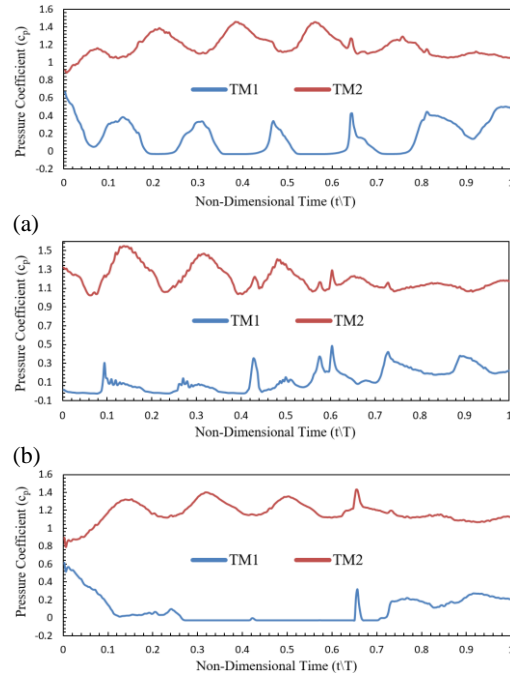 1.6
1.4
1.2
1
0.8
0.6
0.4
0.2
0
-0.2
Pressure Coefficient (cp)
TM1 TM2
0 0.1 0.2 0.3 0.4 0.5 0.6 0.7 0.8 0.9 1
Non-Dimensional Time (t\T)
(a)
1.5
1.3
1.1
0.9
0.7
0.5
0.3
0.1
-0.1
Pressure Coefficient (cp)
TM1 TM2
0 0.1 0.2 0.3 0.4 0.5 0.6 0.7 0.8 0.9 1
Non-Dimensional Time (t\T)
(b)
1.6
1.4
1.2
1
0.8
0.6
0.4
0.2
0
-0.2
Pressure Coefficient (cp)
TM1 TM2
0 0.1 0.2 0.3 0.4 0.5 0.6 0.7 0.8 0.9 1
Non-Dimensional Time (t\T)